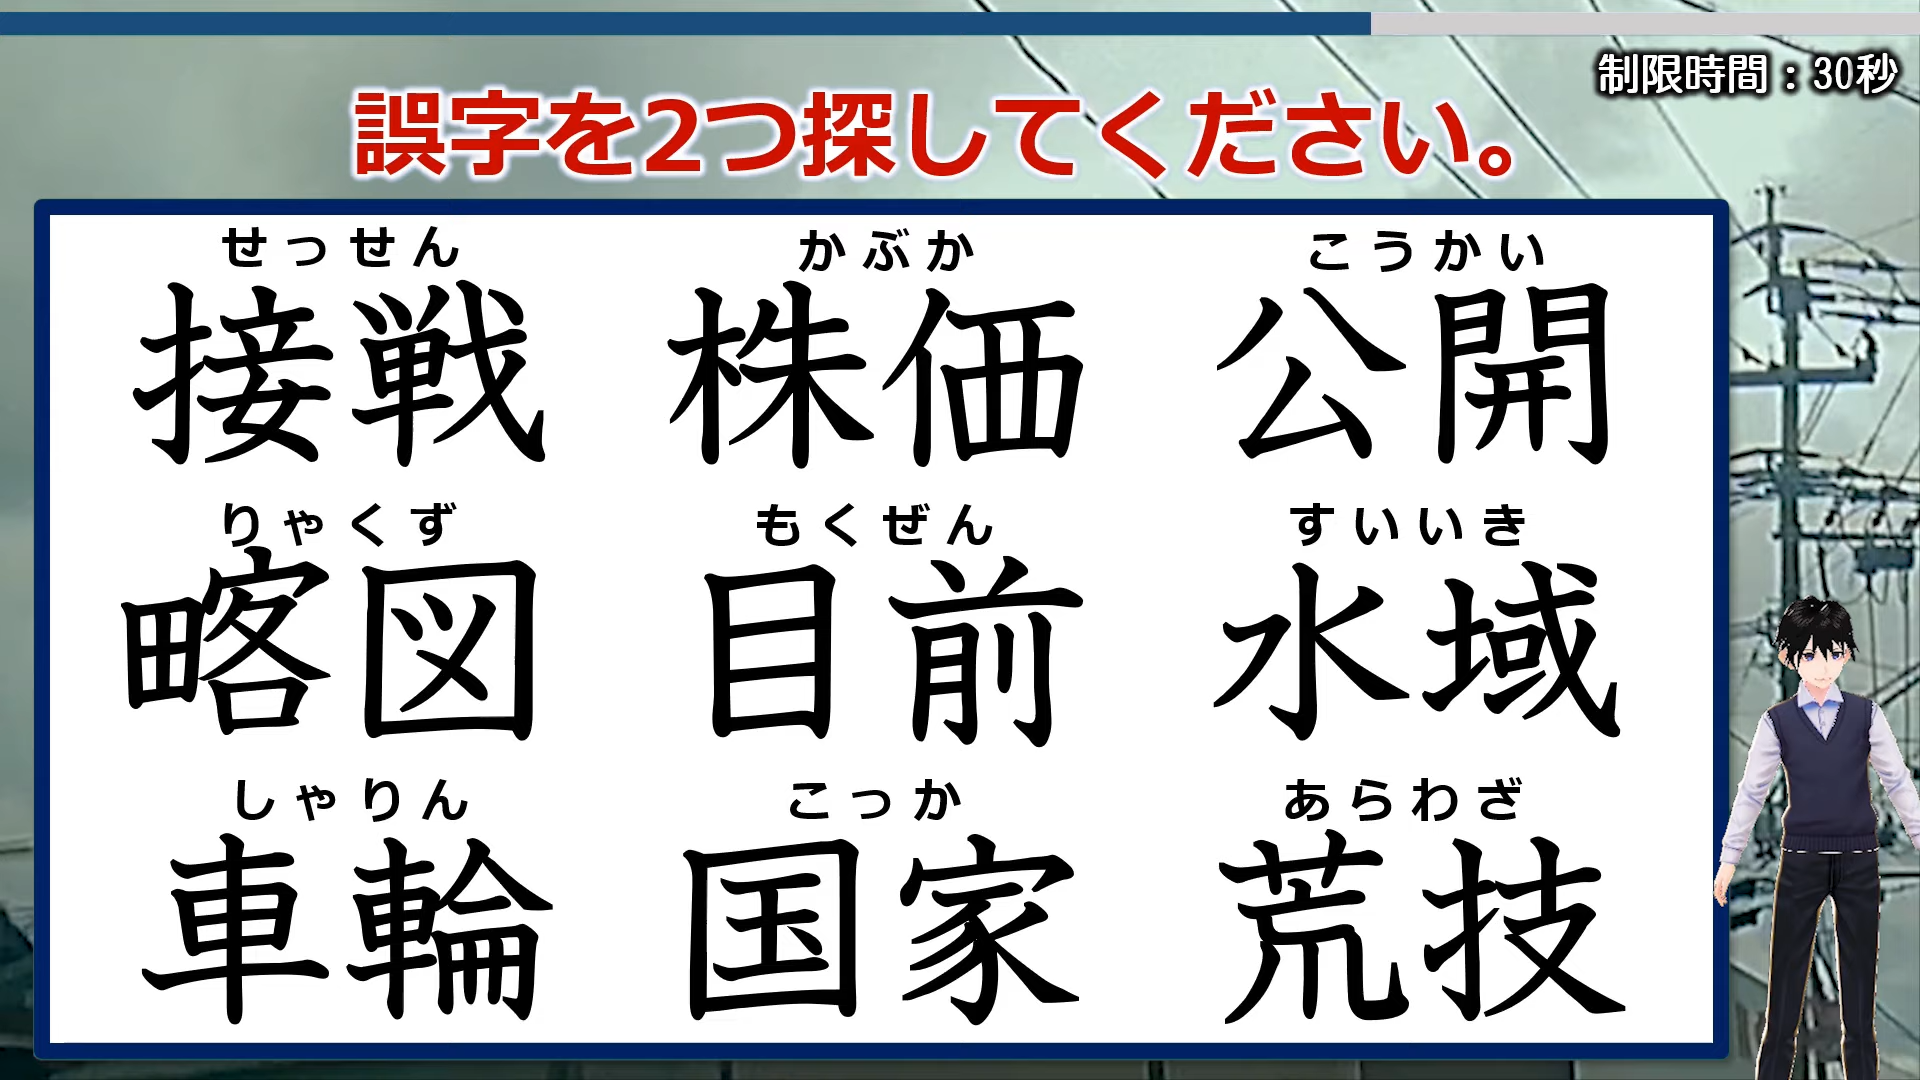 制限時間：30秒
誤字を2つ探してください。
せっせん かぶか こうかい
接戦 株価 公開
りゃくず もくぜん すいいき
略図 目前 水域
しゃりん こっか あらわざ
車輪 国家 荒技